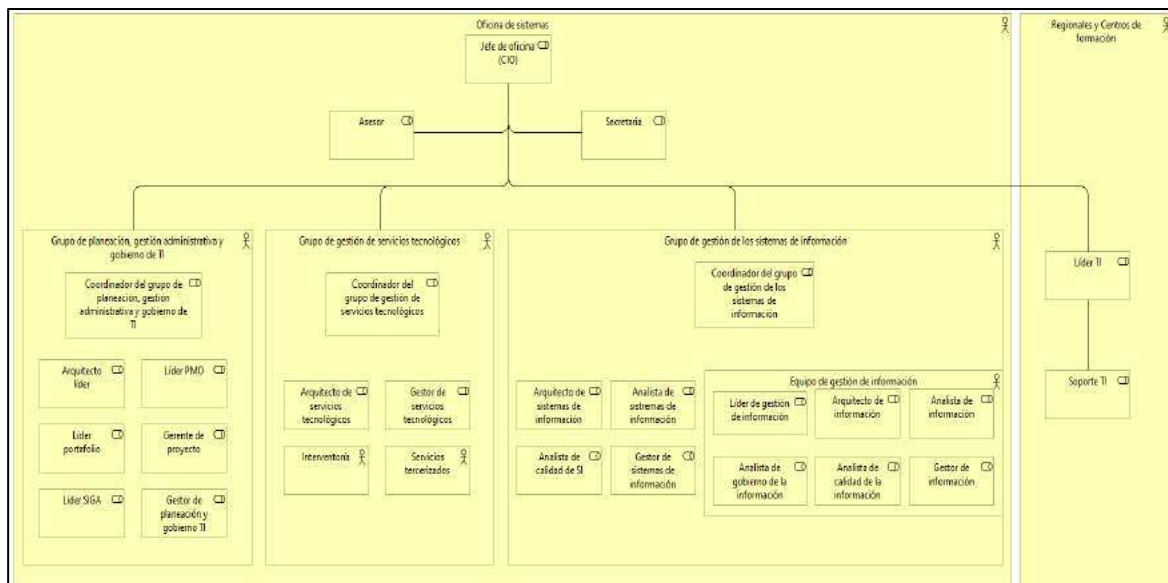 Oficina de sistemas
Regionales y Centros de
formación
Jefe de oficina
(CIO)
Asesor
Secretaria
Grupo de planeación, gestión administrativa y
gobierno de TI
Coordinador del grupo de
planeación, gestión
administrativa y gobierno de
TI
Arquitecto
líder
Líder PMO
Líder
portafolio
Gerente de
proyecto
Líder SIGA
Gestor de
planeación y
gobierno TI
Grupo de gestión de servicios tecnológicos
Coordinador del
grupo de gestión de
servicios tecnológicos
Arquitecto de
servicios
tecnológicos
Gestor de
servicios
tecnológicos
Interventoría
Servicios
tercerizados
Grupo de gestión de los sistemas de información
Coordinador del grupo
de gestión de los
sistemas de
información
Arquitecto de
sistemas de
información
Analista de
sistremas de
información
Analista de
calidad de SI
Gestor de
sistemas de
información
Equipo de gestión de información
Líder de gestión
de información
Arquitecto de
información
Analista de
información
Analista de
gobierno de la
información
Analista de
calidad de la
información
Gestor de
información
Líder TI
Soporte TI